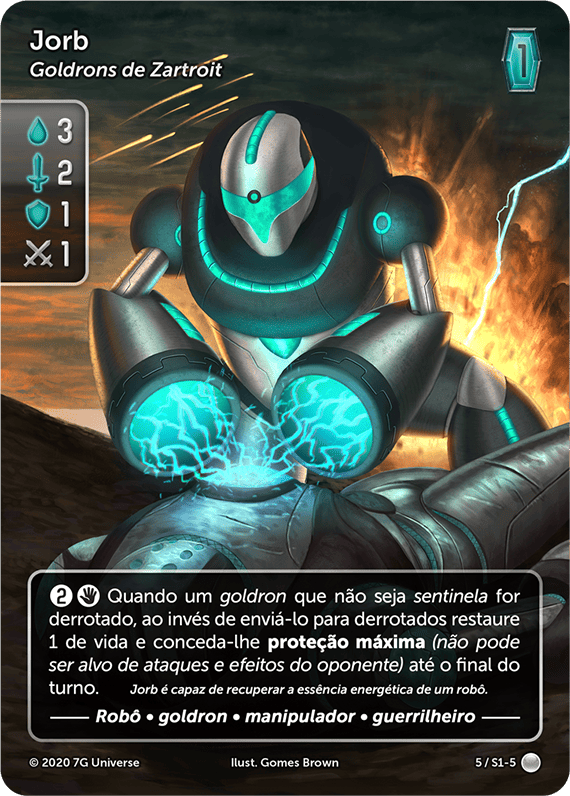 Jorb
Goldrons de Zartroit
1
3
2
1
1
2 Quando um goldron que não seja sentinela for
derrotado, ao invés de enviá-lo para derrotados restaure
1 de vida e conceda-lhe proteção máxima (não pode
ser alvo de ataques e efeitos do oponente) até o final do
turno. Jorb é capaz de recuperar a essência energética de um robô.
Robô • goldron • manipulador • guerrilheiro
© 2020 7G Universe Ilust. Gomes Brown 5 / S1-5